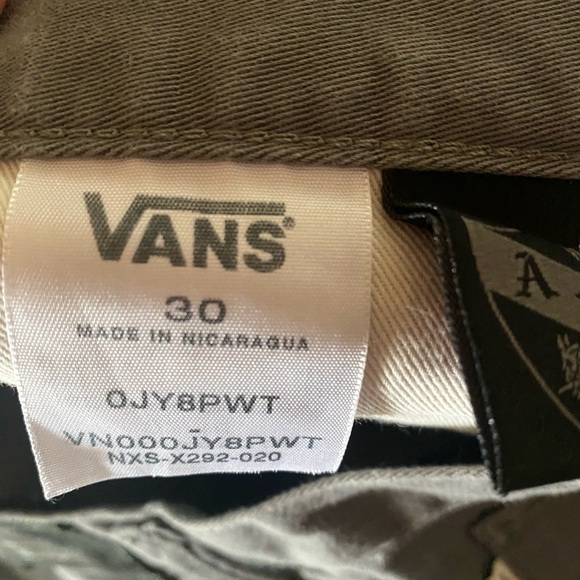 VANS®
30
MADE IN NICARAGUA
0JY8PWT
VN000JY8PWT
NXS-X292-020
A